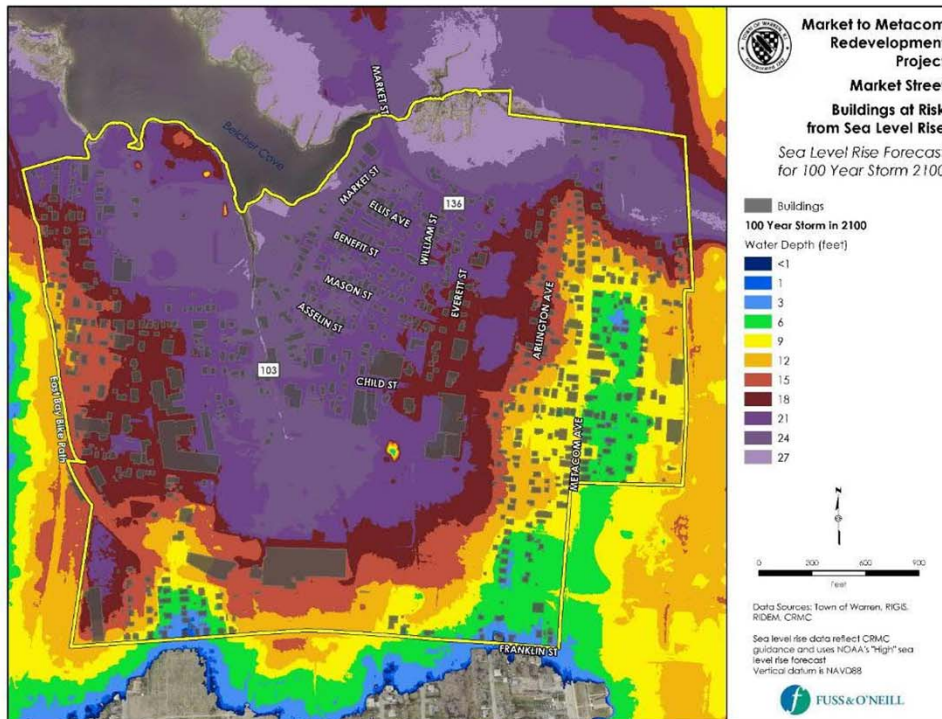 Market to Metacom
Redevelopment
Project
Market Street
Buildings at Risk
from Sea Level Rise
Sea Level Rise Forecast
for 100 Year Storm 2100
Buildings
100 Year Storm in 2100
Water Depth (feet)
<1
1
3
6
9
12
15
18
21
24
27
N
0 300 600 900
Feet
Data Sources: Town of Warren, RIGIS,
RIDEM, CRMC
Sea level rise data reflect CRMC
guidance and uses NOAA's "High" sea
level rise forecast
Vertical datum is NAVD88
FUSS & O'NEILL
MARKET ST
Belcher Cove
MARKET ST
ELLIS AVE
136
WILLIAM ST
BENEFIT ST
MASON ST
EVERETT ST
ASSELIN ST
ARLINGTON AVE
103
CHILD ST
East Bay Bike Path
METACOM AVE
FRANKLIN ST